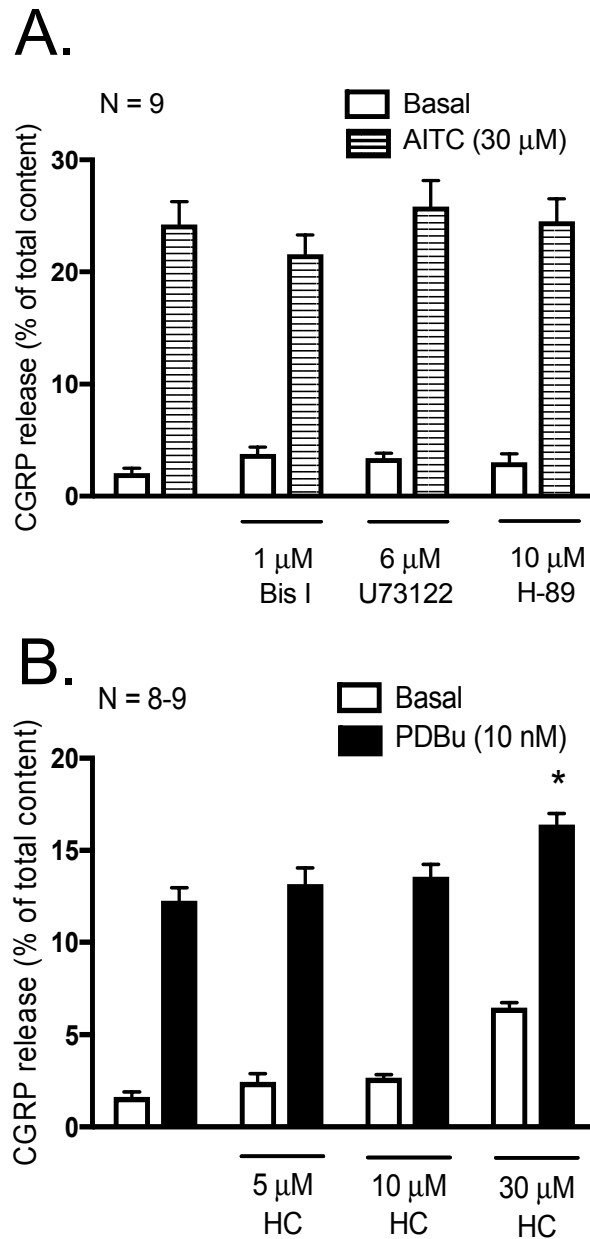 A.
N = 9
Basal
AITC (30 μM)
CGRP release (% of total content)
30
20
10
0
1 μM
Bis I
6 μM
U73122
10 μM
H-89
B.
N = 8-9
Basal
PDBu (10 nM)
CGRP release (% of total content)
20
15
10
5
0
*
5 μM
HC
10 μM
HC
30 μM
HC